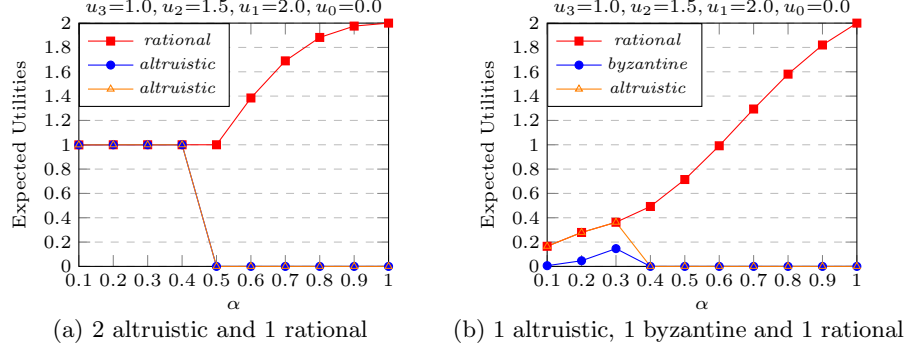 u₃=1.0, u₂=1.5, u₁=2.0, u₀=0.0
Expected Utilities
2
1.8
1.6
1.4
1.2
1
0.8
0.6
0.4
0.2
0
rational
altruistic
altruistic
0.1 0.2 0.3 0.4 0.5 0.6 0.7 0.8 0.9 1
α
(a) 2 altruistic and 1 rational
u₃=1.0, u₂=1.5, u₁=2.0, u₀=0.0
Expected Utilities
2
1.8
1.6
1.4
1.2
1
0.8
0.6
0.4
0.2
0
rational
byzantine
altruistic
0.1 0.2 0.3 0.4 0.5 0.6 0.7 0.8 0.9 1
α
(b) 1 altruistic, 1 byzantine and 1 rational